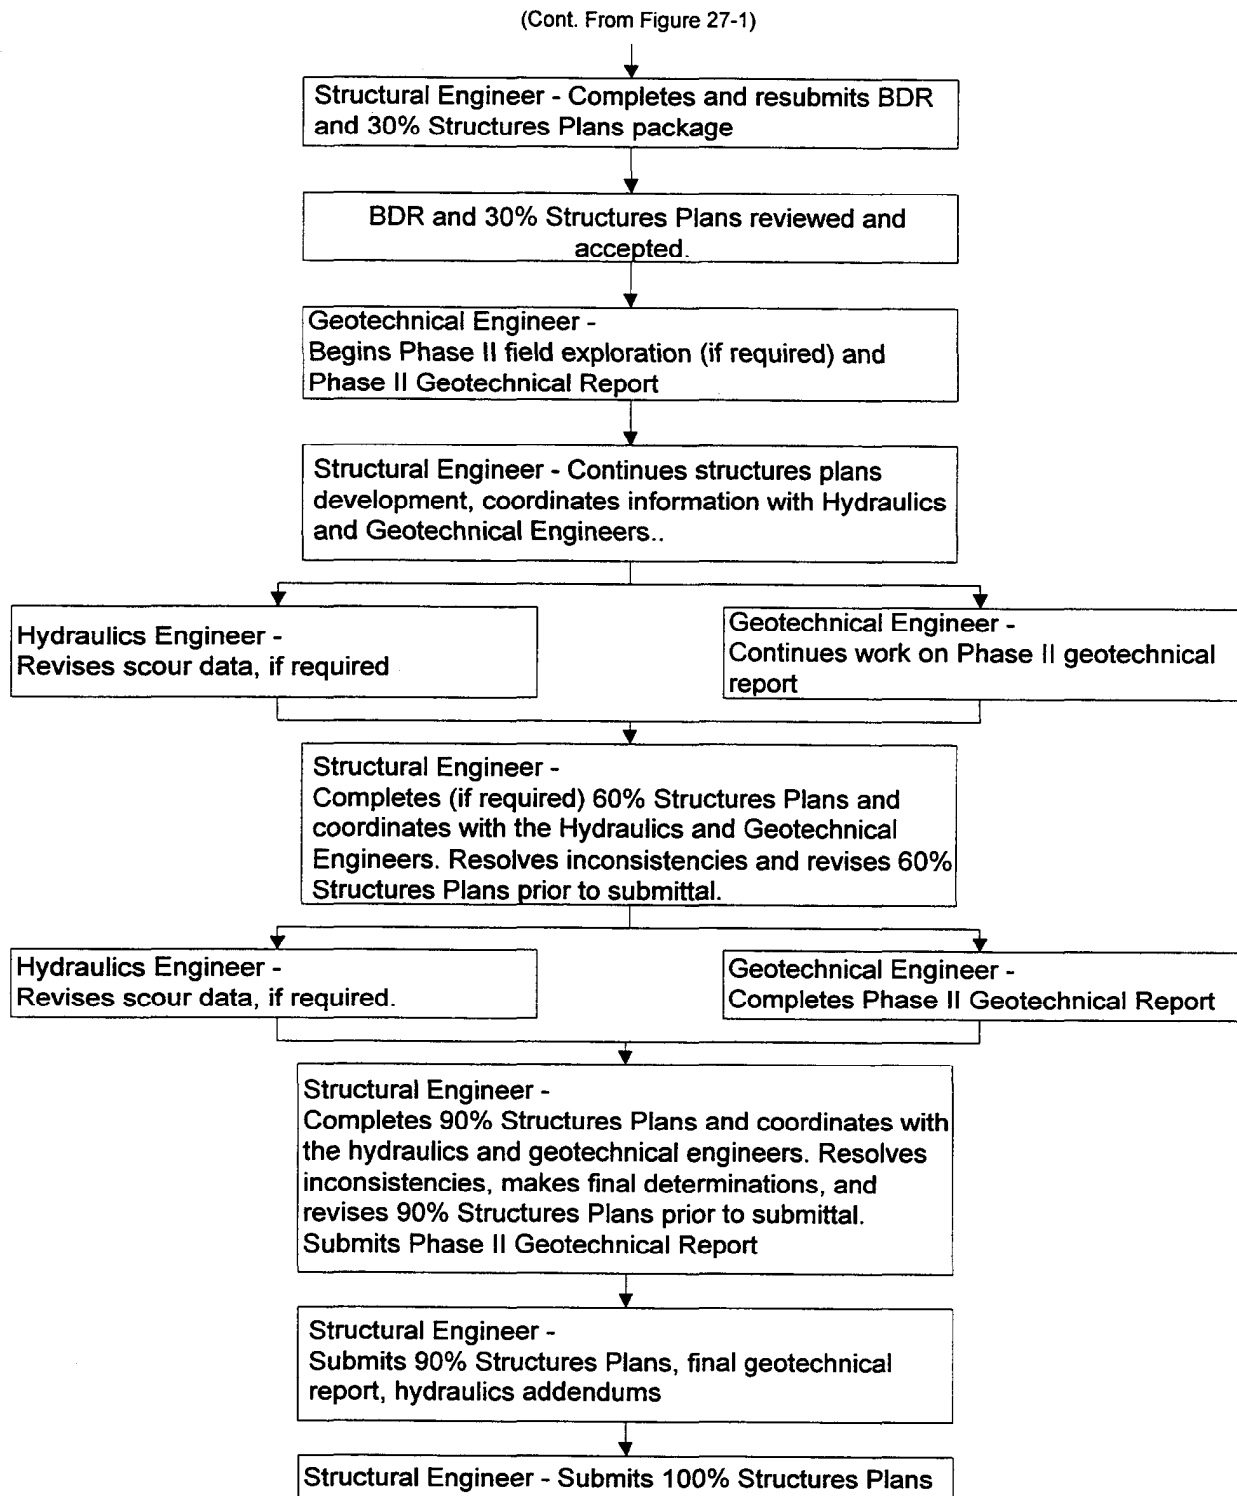 (Cont. From Figure 27-1)
Structural Engineer - Completes and resubmits BDR
and 30% Structures Plans package
BDR and 30% Structures Plans reviewed and
accepted.
Geotechnical Engineer -
Begins Phase II field exploration (if required) and
Phase II Geotechnical Report
Structural Engineer - Continues structures plans
development, coordinates information with Hydraulics
and Geotechnical Engineers..
Hydraulics Engineer -
Revises scour data, if required
Geotechnical Engineer -
Continues work on Phase II geotechnical
report
Structural Engineer -
Completes (if required) 60% Structures Plans and
coordinates with the Hydraulics and Geotechnical
Engineers. Resolves inconsistencies and revises 60%
Structures Plans prior to submittal.
Hydraulics Engineer -
Revises scour data, if required.
Geotechnical Engineer -
Completes Phase II Geotechnical Report
Structural Engineer -
Completes 90% Structures Plans and coordinates with
the hydraulics and geotechnical engineers. Resolves
inconsistencies, makes final determinations, and
revises 90% Structures Plans prior to submittal.
Submits Phase II Geotechnical Report
Structural Engineer -
Submits 90% Structures Plans, final geotechnical
report, hydraulics addendums
Structural Engineer - Submits 100% Structures Plans